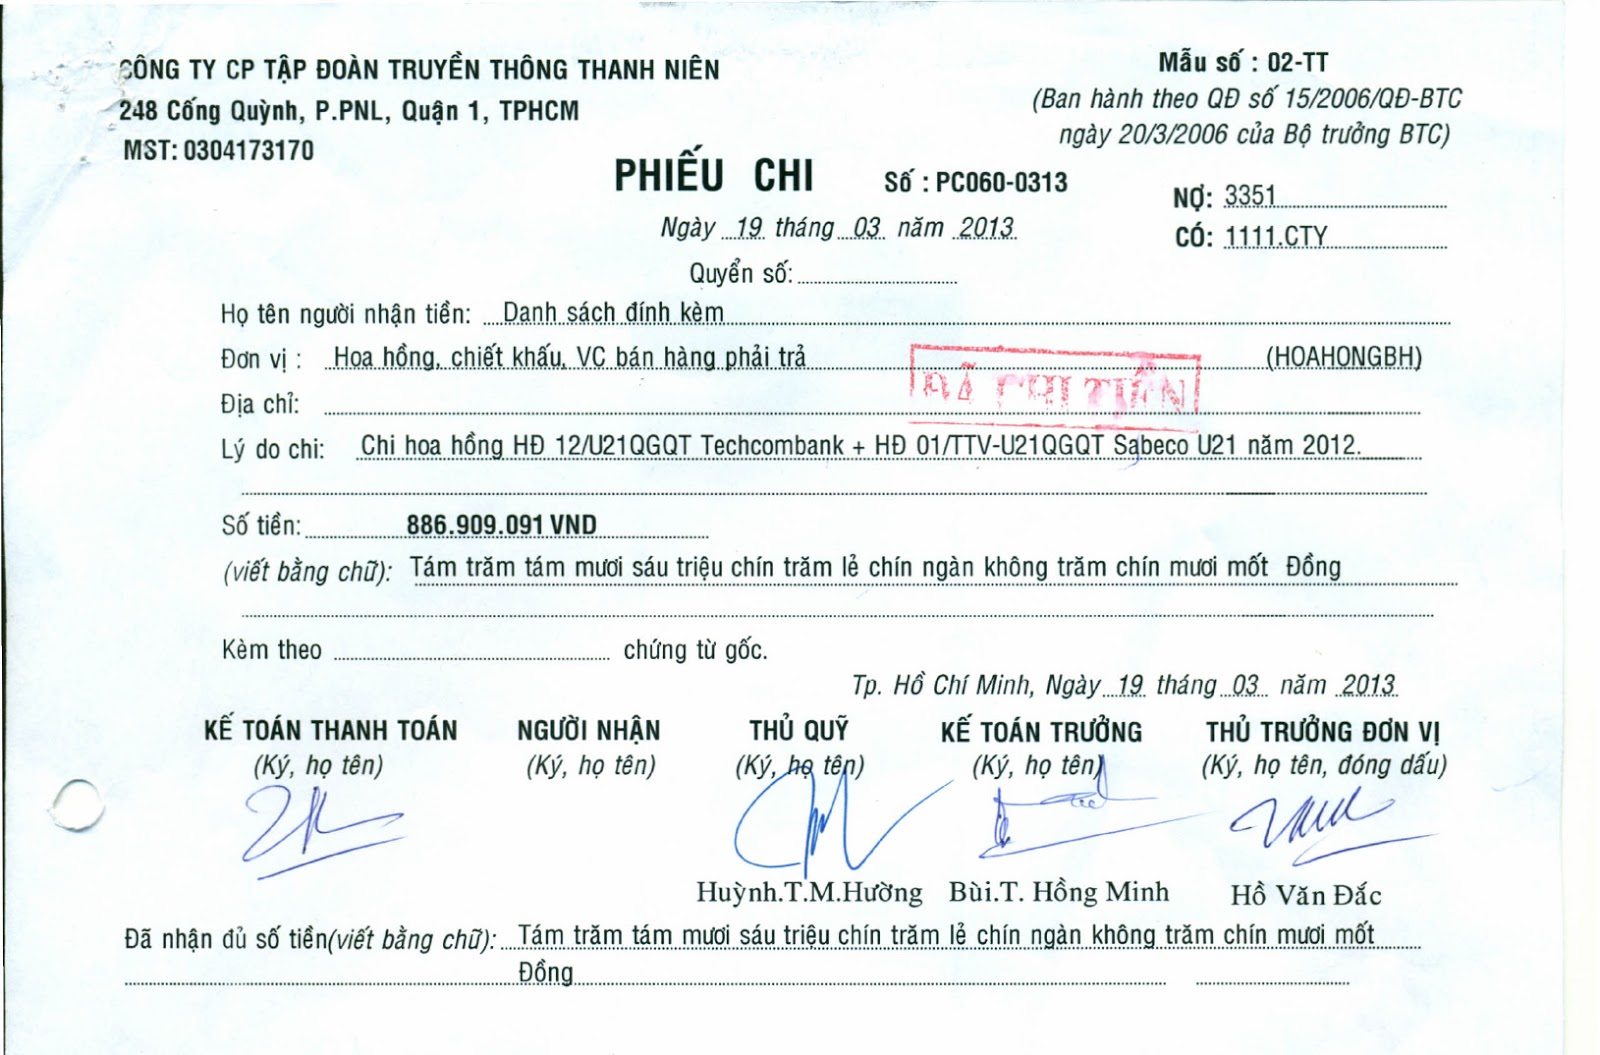 CÔNG TY CP TẬP ĐOÀN TRUYỀN THÔNG THANH NIÊN
248 Cống Quỳnh, P.PNL, Quận 1, TPHCM
MST: 0304173170
Mẫu số : 02-TT
(Ban hành theo QĐ số 15/2006/QĐ-BTC
ngày 20/3/2006 của Bộ trưởng BTC)
PHIẾU CHI Số : PC060-0313
NỢ: 3351
CÓ: 1111.CTY
Ngày 19 tháng 03 năm 2013
Quyển số:
Họ tên người nhận tiền: Danh sách đính kèm
Đơn vị : Hoa hồng, chiết khấu, VC bán hàng phải trả (HOAHONGBH)
ĐÃ CHI TIỀN
Địa chỉ:
Lý do chi: Chi hoa hồng HĐ 12/U21QGQT Techcombank + HĐ 01/TTV-U21QGQT Sabeco U21 năm 2012.
Số tiền: 886.909.091 VND
(viết bằng chữ): Tám trăm tám mươi sáu triệu chín trăm lẻ chín ngàn không trăm chín mươi mốt Đồng
Kèm theo chứng từ gốc.
Tp. Hồ Chí Minh, Ngày 19 tháng 03 năm 2013
KẾ TOÁN THANH TOÁN NGƯỜI NHẬN THỦ QUỸ KẾ TOÁN TRƯỞNG THỦ TRƯỞNG ĐƠN VỊ
(Ký, họ tên) (Ký, họ tên) (Ký, họ tên) (Ký, họ tên) (Ký, họ tên, đóng dấu)
Huỳnh.T.M.Hường Bùi.T. Hồng Minh Hồ Văn Đắc
Đã nhận đủ số tiền(viết bằng chữ): Tám trăm tám mươi sáu triệu chín trăm lẻ chín ngàn không trăm chín mươi mốt
Đồng